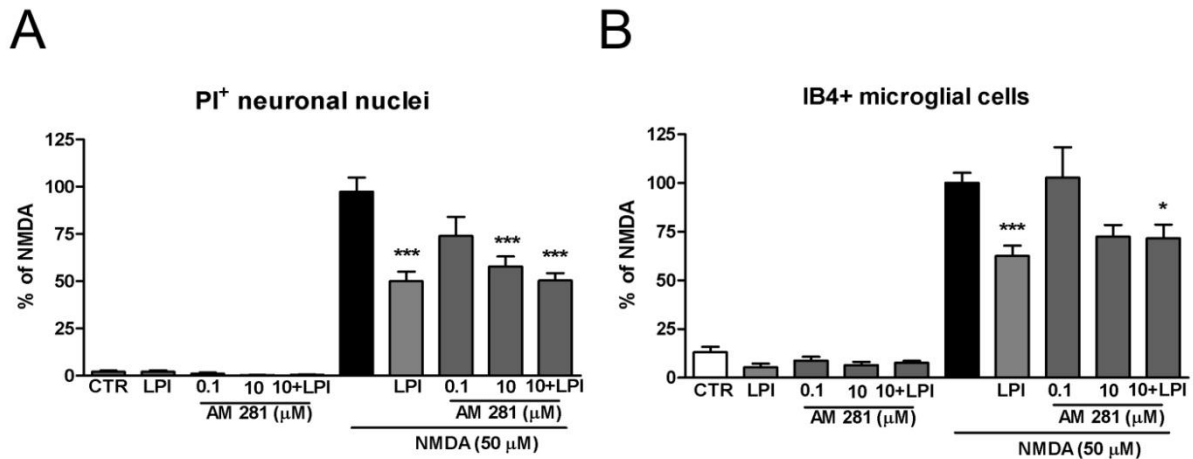 A
PI+ neuronal nuclei
% of NMDA
125
100
75
50
25
0
***
***
***
CTR LPI 0.1 10 10+LPI LPI 0.1 10 10+LPI
AM 281 (μM) AM 281 (μM)
NMDA (50 μM)
B
IB4+ microglial cells
% of NMDA
125
100
75
50
25
0
***
*
CTR LPI 0.1 10 10+LPI LPI 0.1 10 10+LPI
AM 281 (μM) AM 281 (μM)
NMDA (50 μM)